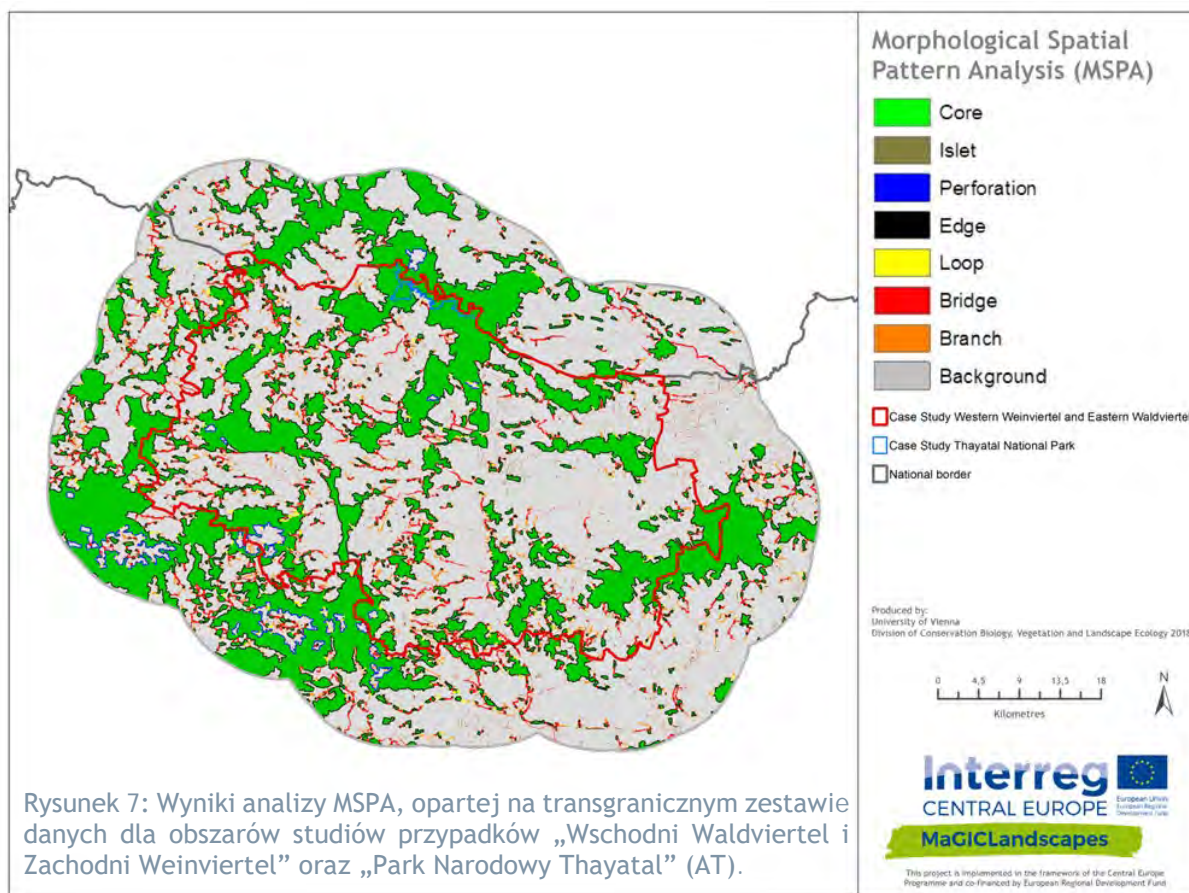 Morphological Spatial
Pattern Analysis (MSPA)
Core
Islet
Perforation
Edge
Loop
Bridge
Branch
Background
Case Study Western Weinviertel and Eastern Waldviertel
Case Study Thayatal National Park
National border
Produced by:
University of Vienna
Division of Conservation Biology, Vegetation and Landscape Ecology 2018
0 4,5 9 13,5 18
Kilometres
N
Rysunek 7: Wyniki analizy MSPA, opartej na transgranicznym zestawie
danych dla obszarów studiów przypadków „Wschodni Waldviertel i
Zachodni Weinviertel” oraz „Park Narodowy Thayatal” (AT).
Interreg
CENTRAL EUROPE
European Union
European Regional
Development Fund
MaGICLandscapes
This project is implemented in the framework of the Central Europe
Programme and co-financed by European Regional Development Fund